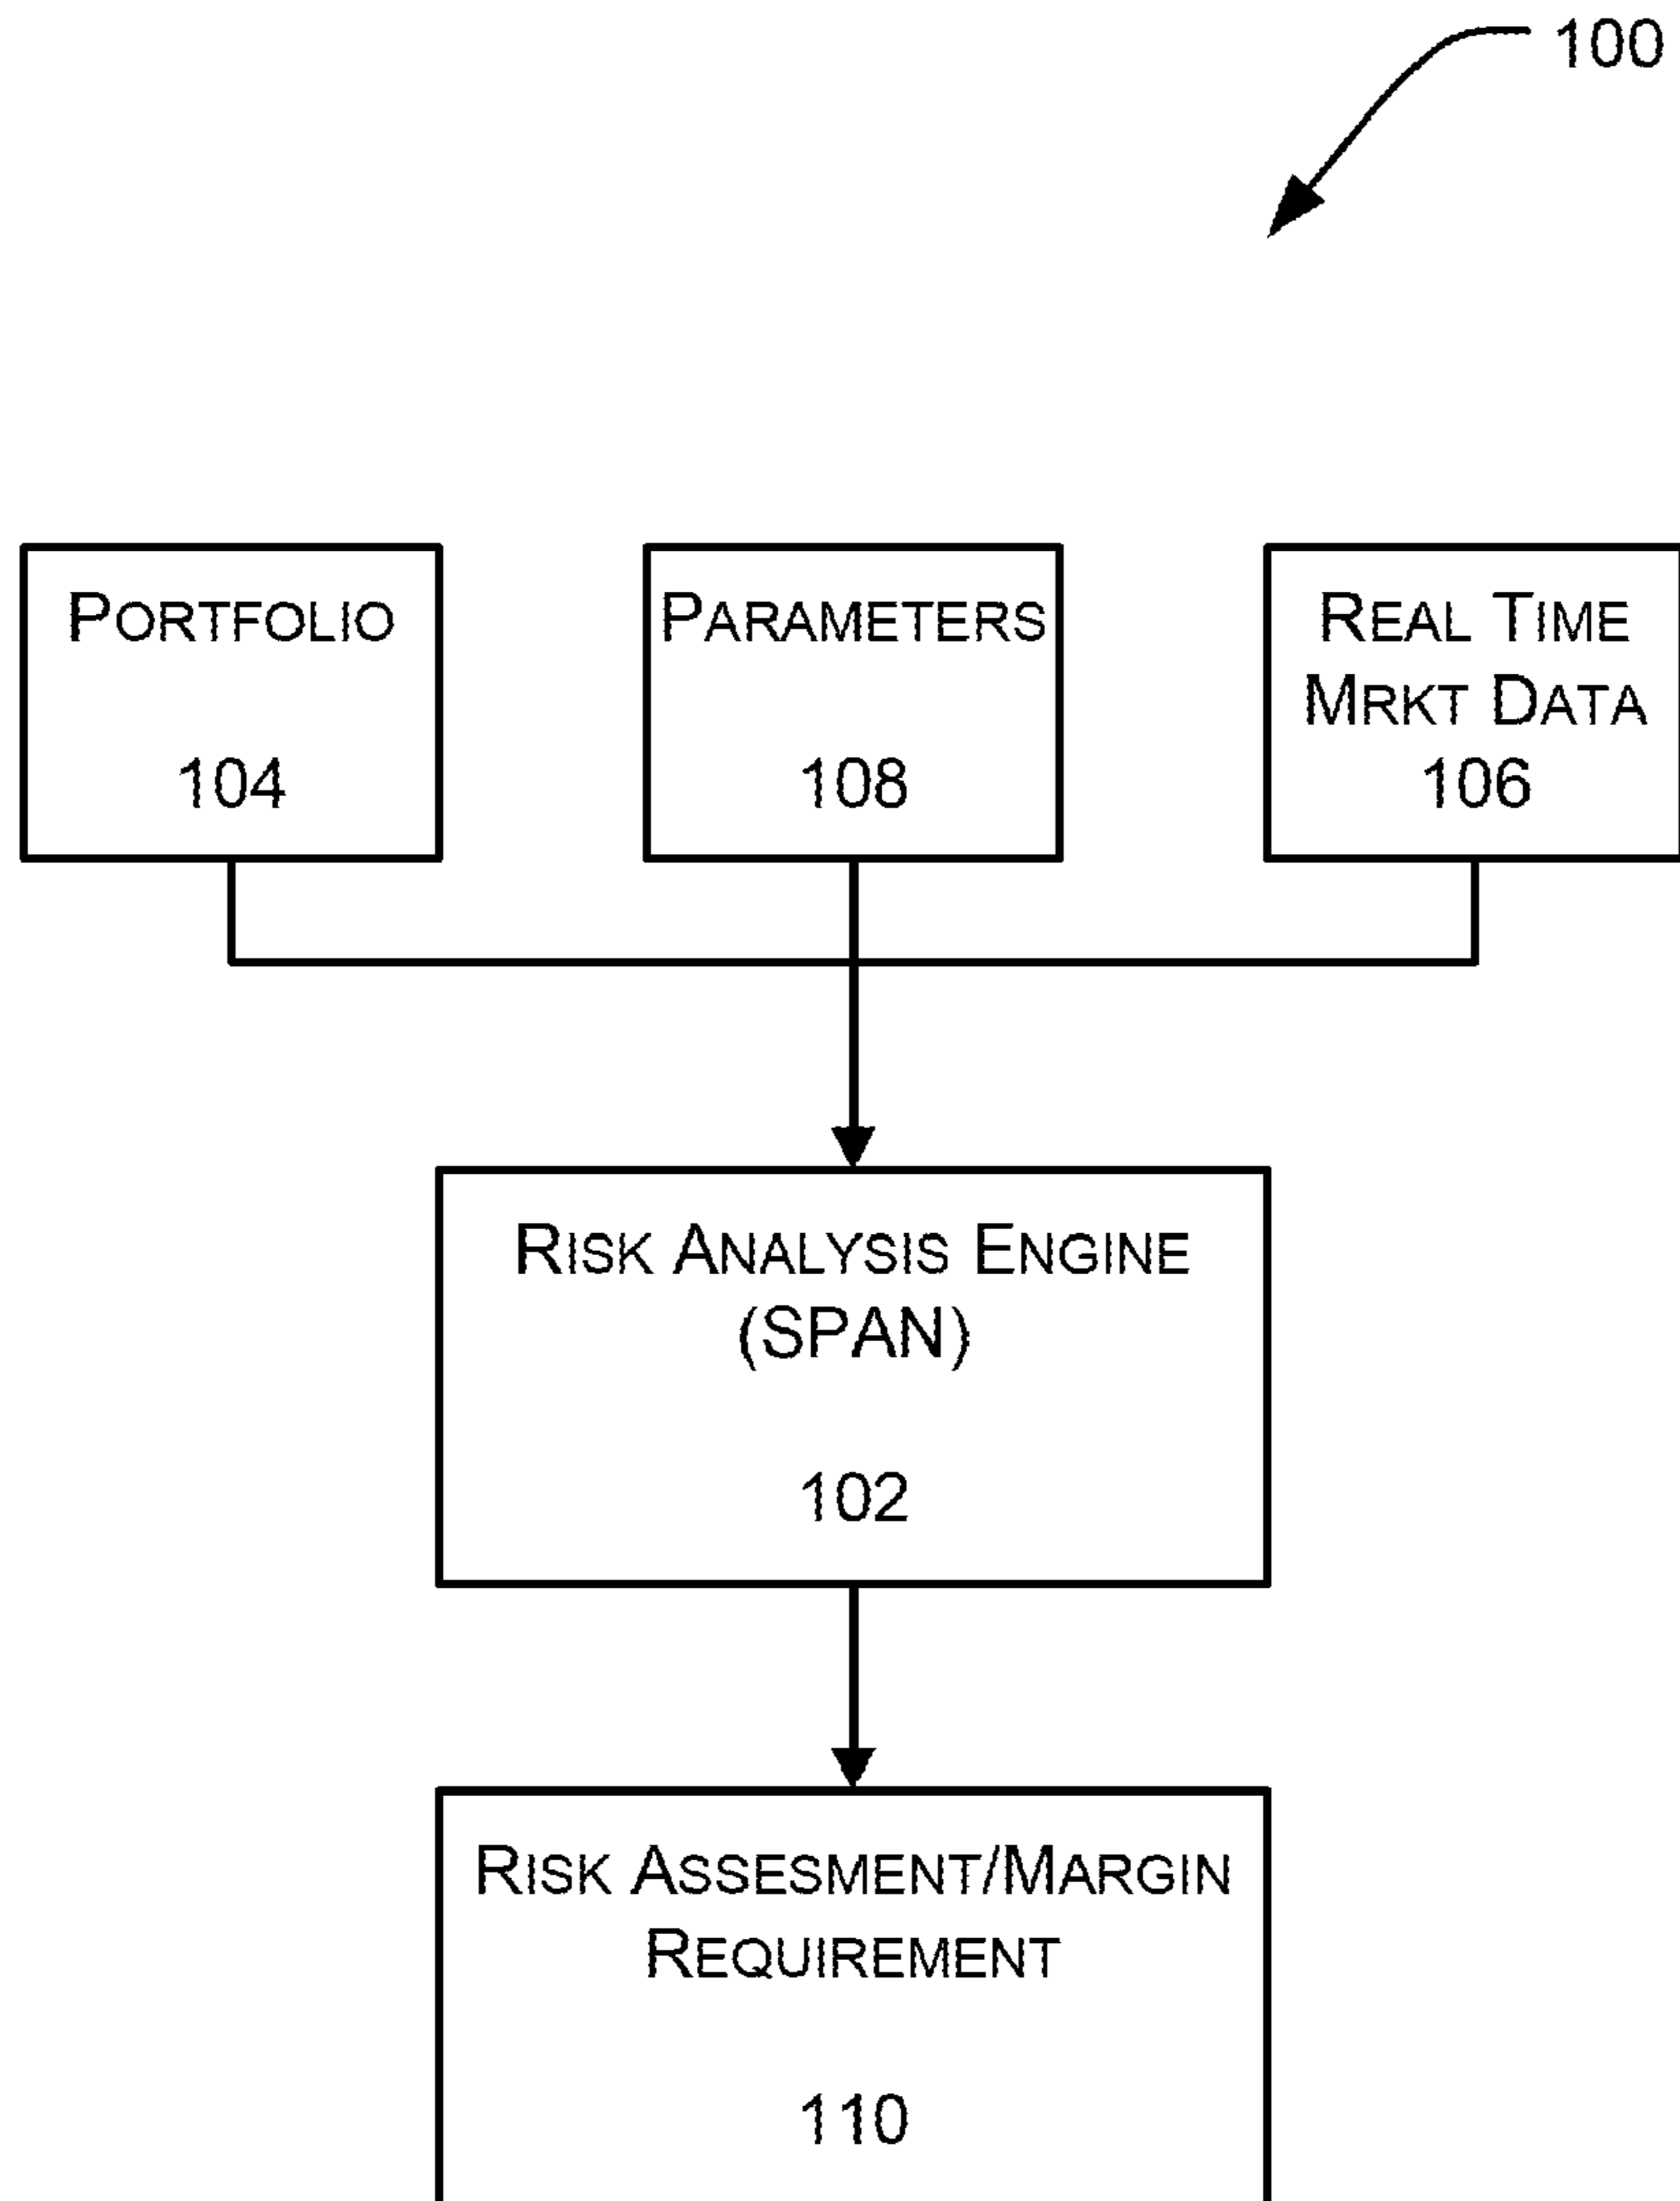 100
PORTFOLIO
104
PARAMETERS
108
REAL TIME
MRKT DATA
106
RISK ANALYSIS ENGINE
(SPAN)
102
RISK ASSESMENT/MARGIN
REQUIREMENT
110